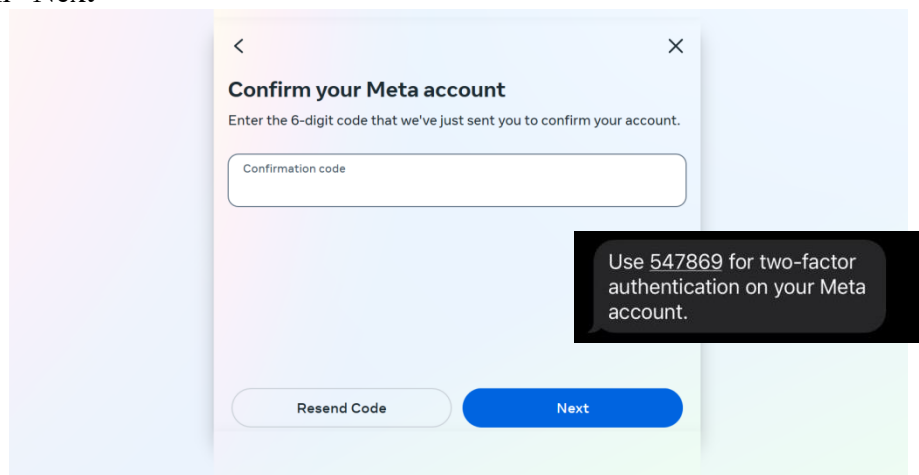 Confirm your Meta account
Enter the 6-digit code that we've just sent you to confirm your account.
Confirmation code
Use 547869 for two-factor
authentication on your Meta
account.
Resend Code
Next